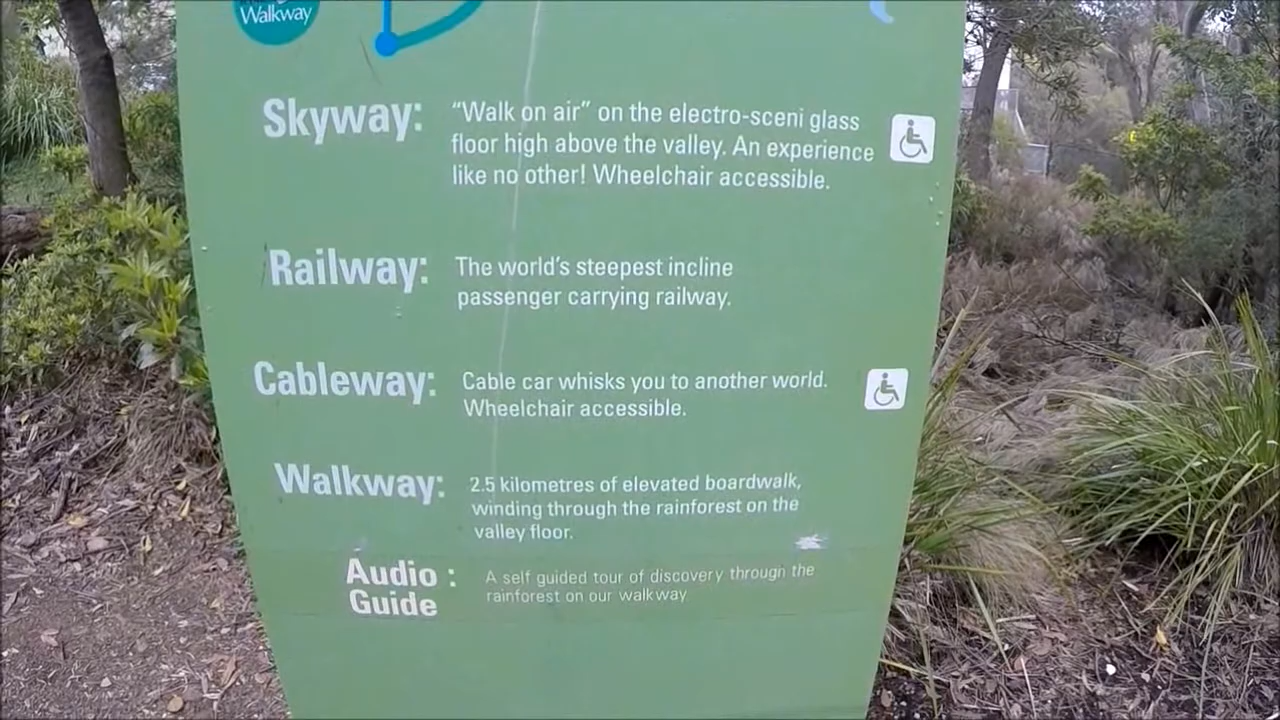 Walkway
Skyway: "Walk on air" on the electro-sceni glass
floor high above the valley. An experience
like no other! Wheelchair accessible.
Railway: The world's steepest incline
passenger carrying railway.
Cableway: Cable car whisks you to another world.
Wheelchair accessible.
Walkway: 2.5 kilometres of elevated boardwalk,
winding through the rainforest on the
valley floor.
Audio Guide : A self guided tour of discovery through the
rainforest on our walkway